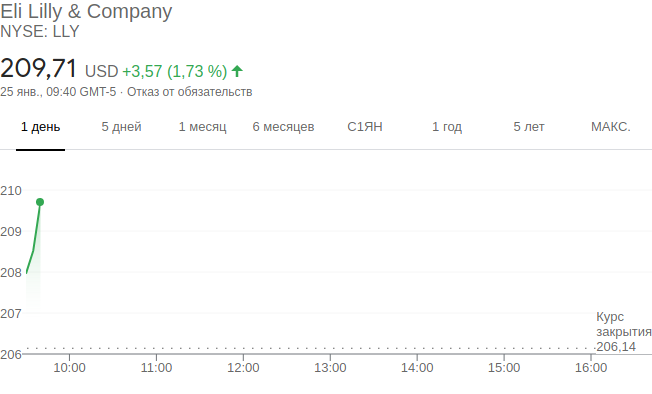 Eli Lilly & Company
NYSE: LLY
209,71 USD +3,57 (1,73 %)
25 янв., 09:40 GMT-5 · Отказ от обязательств
1 день 5 дней 1 месяц 6 месяцев С1ЯН 1 год 5 лет МАКС.
210
209
208
207
Курс
закрытия
206,14
206
10:00 11:00 12:00 13:00 14:00 15:00 16:00